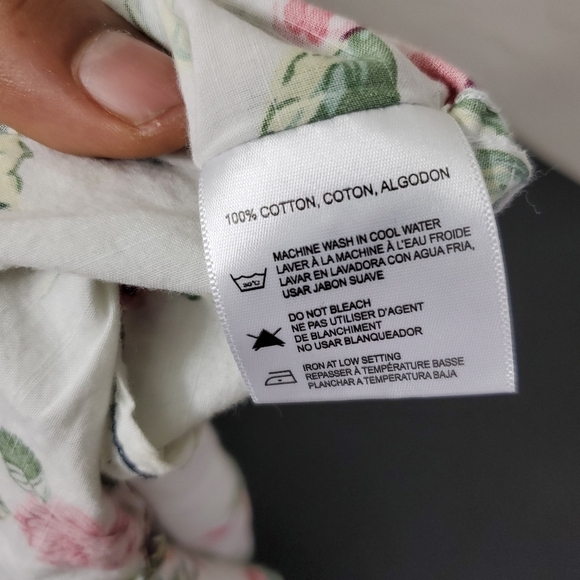 100% COTTON, COTON, ALGODON
MACHINE WASH IN COOL WATER
LAVER À LA MACHINE À L'EAU FROIDE
LAVAR EN LAVADORA CON AGUA FRIA,
USAR JABON SUAVE
30°C
DO NOT BLEACH
NE PAS UTILISER D'AGENT
DE BLANCHIMENT
NO USAR BLANQUEADOR
IRON AT LOW SETTING
REPASSER À TEMPÉRATURE BASSE
PLANCHAR A TEMPERATURA BAJA